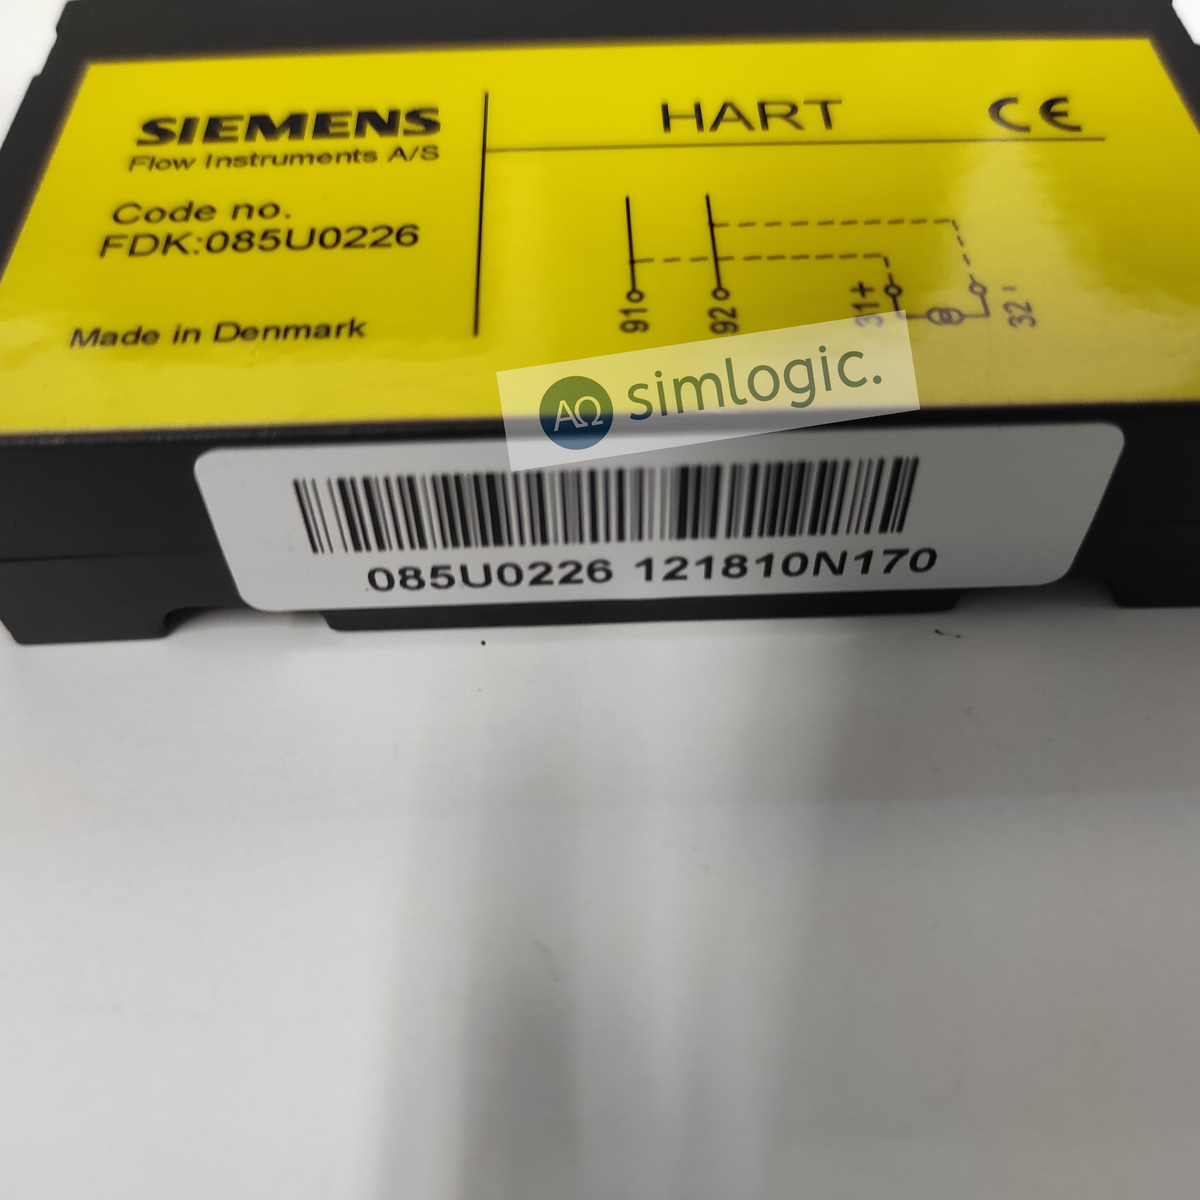 SIEMENS
Flow Instruments A/S
Code no.
FDK:085U0226
Made in Denmark
HART CE
91
92
31+
32-
ΑΩ simlogic.
085U0226 121810N170